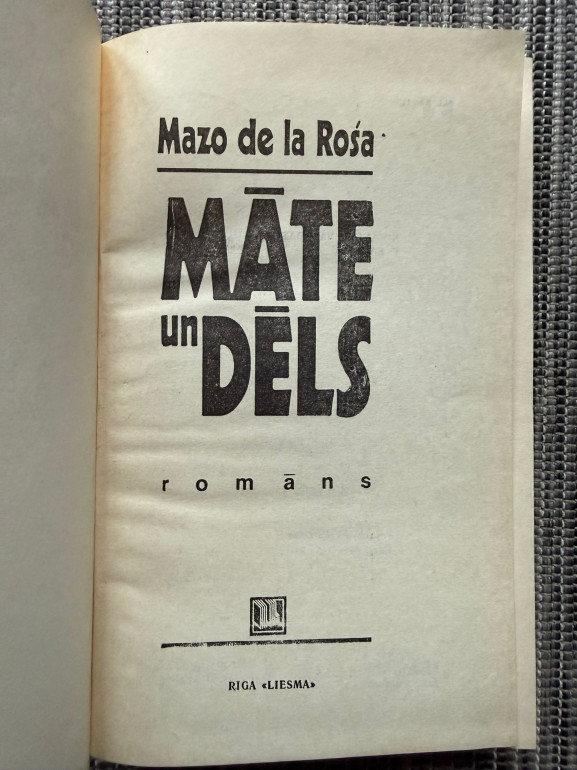 Mazo de la Rośa
MĀTE
un DĒLS
romāns
RIGA «LIESMA»